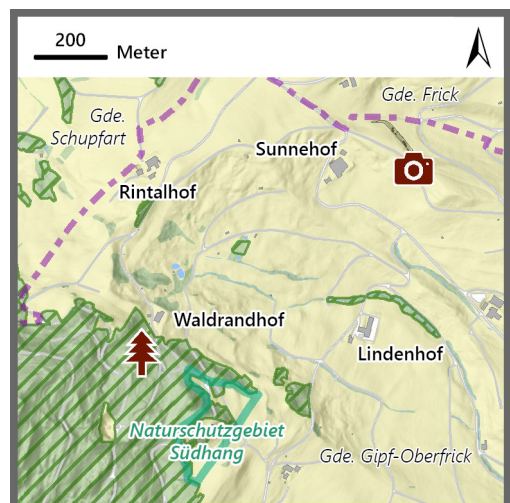 200
Meter
Gde. Frick
Gde.
Schupfart
Sunnehof
Rintalhof
Waldrandhof
Lindenhof
Naturschutzgebiet
Südhang
Gde. Gipf-Oberfrick